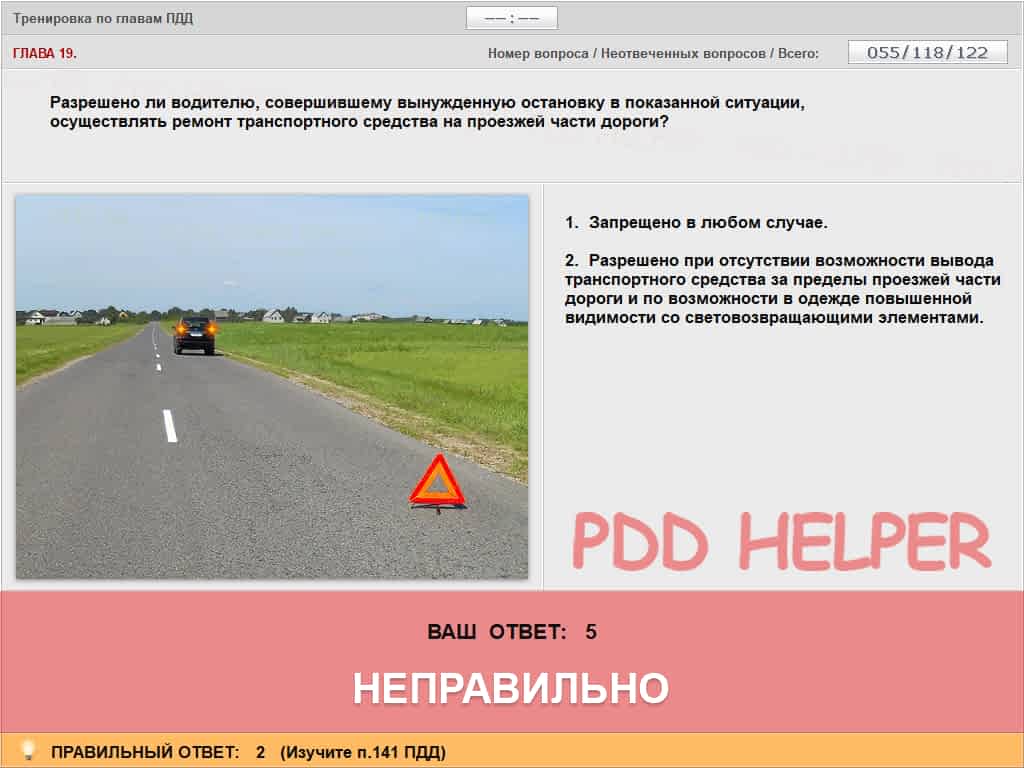 Тренировка по главам ПДД
–– : ––
ГЛАВА 19.
Номер вопроса / Неотвеченных вопросов / Всего:
055/118/122
Разрешено ли водителю, совершившему вынужденную остановку в показанной ситуации,
осуществлять ремонт транспортного средства на проезжей части дороги?
1. Запрещено в любом случае.
2. Разрешено при отсутствии возможности вывода
транспортного средства за пределы проезжей части
дороги и по возможности в одежде повышенной
видимости со световозвращающими элементами.
PDD HELPER
ВАШ ОТВЕТ: 5
НЕПРАВИЛЬНО
ПРАВИЛЬНЫЙ ОТВЕТ: 2 (Изучите п.141 ПДД)